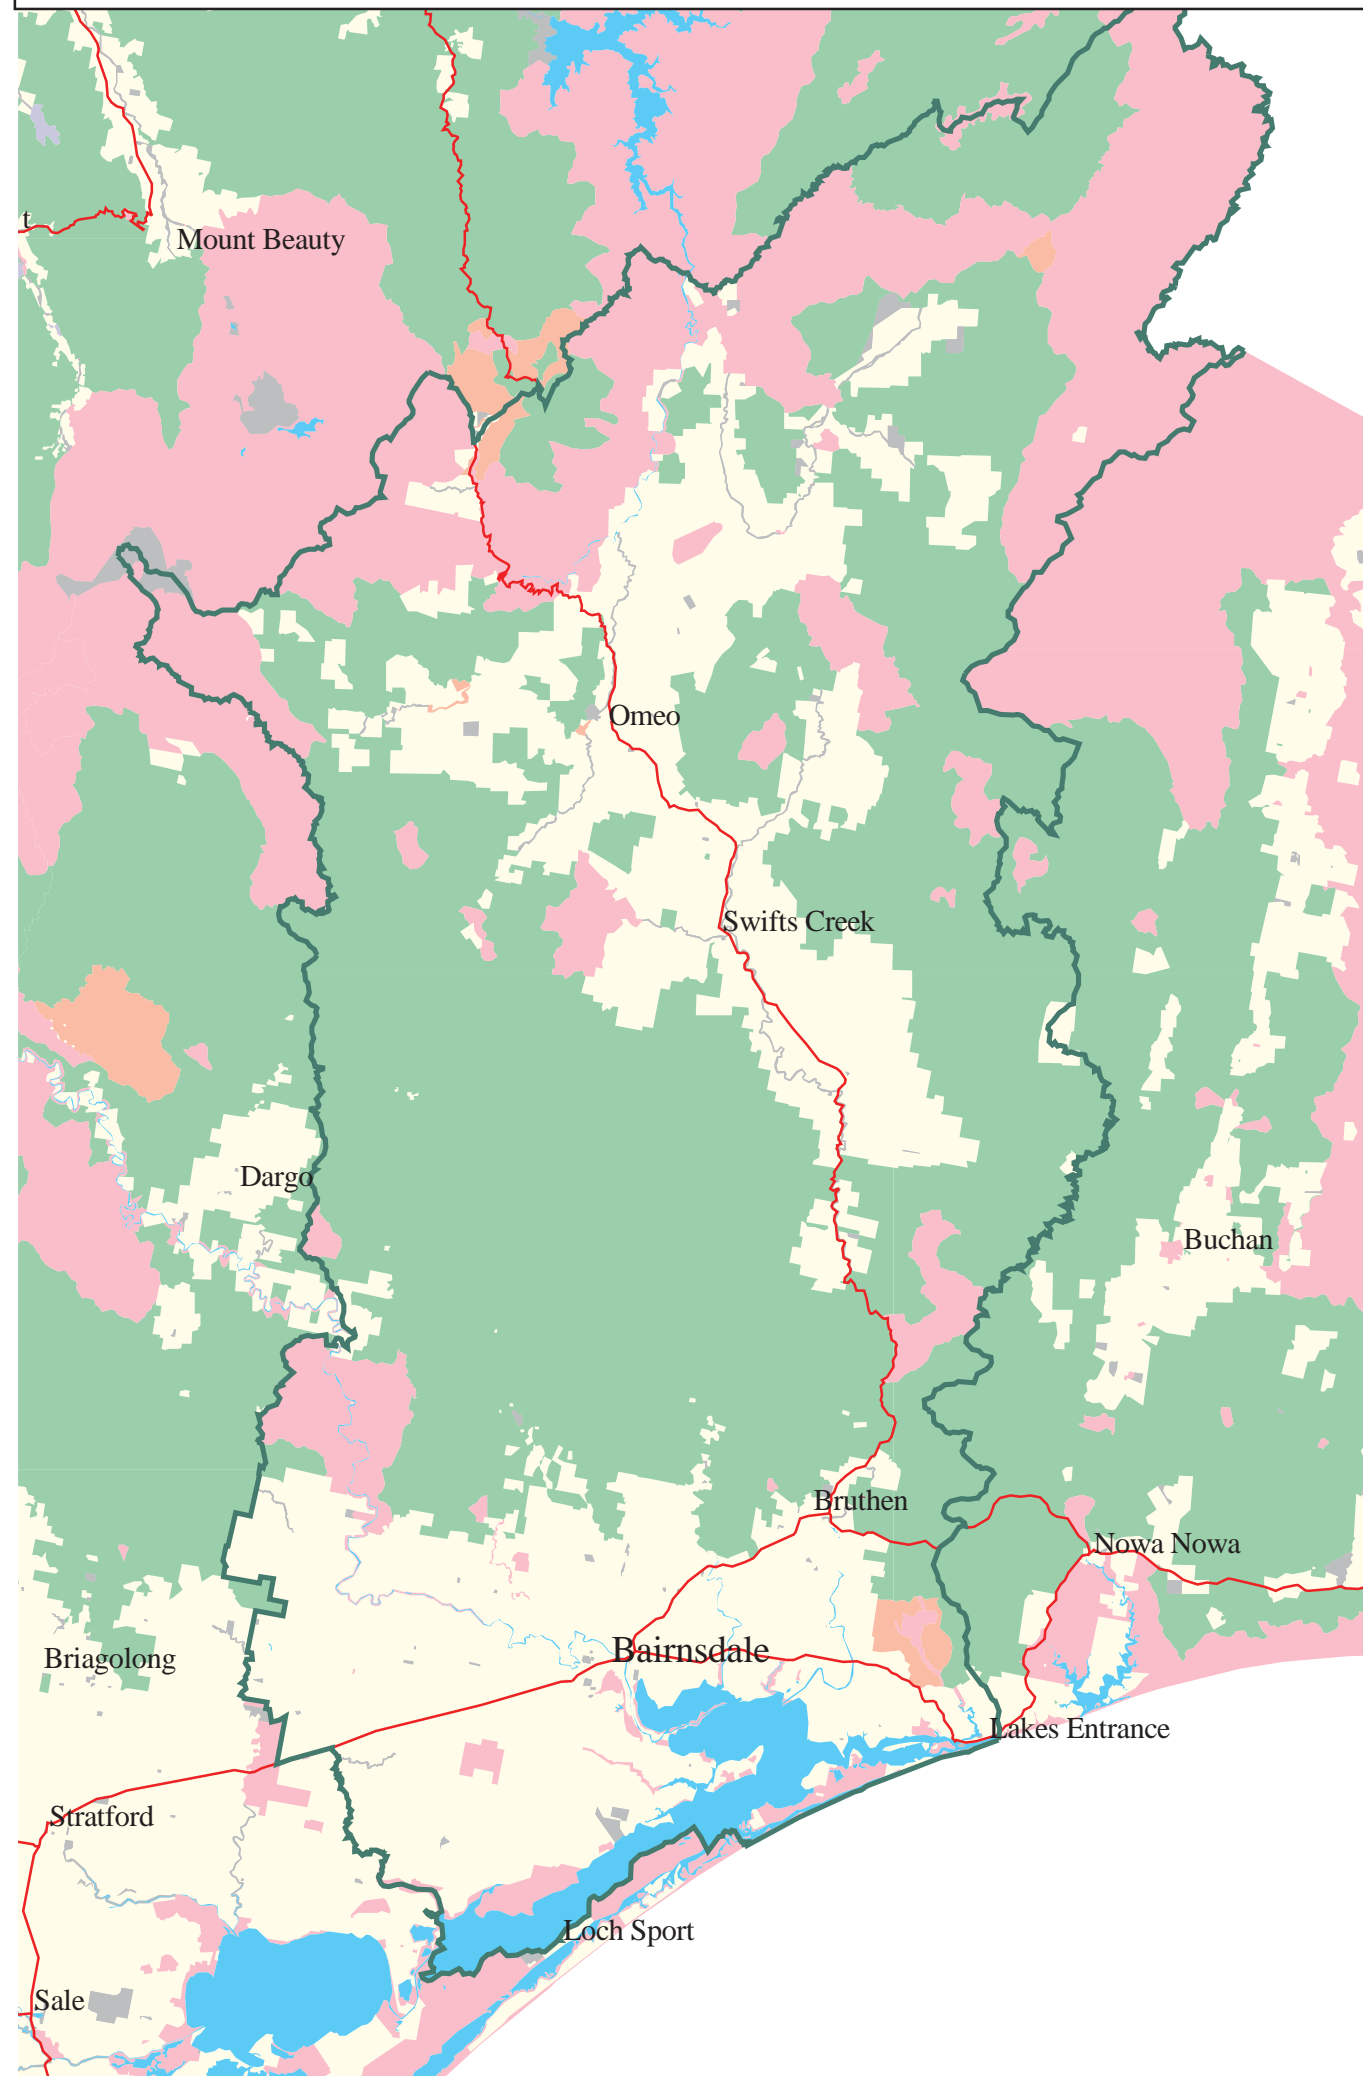 t
Mount Beauty
Omeo
Swifts Creek
Dargo
Buchan
Bruthen
Nowa Nowa
Bairnsdale
Briagolong
Lakes Entrance
Stratford
Loch Sport
Sale